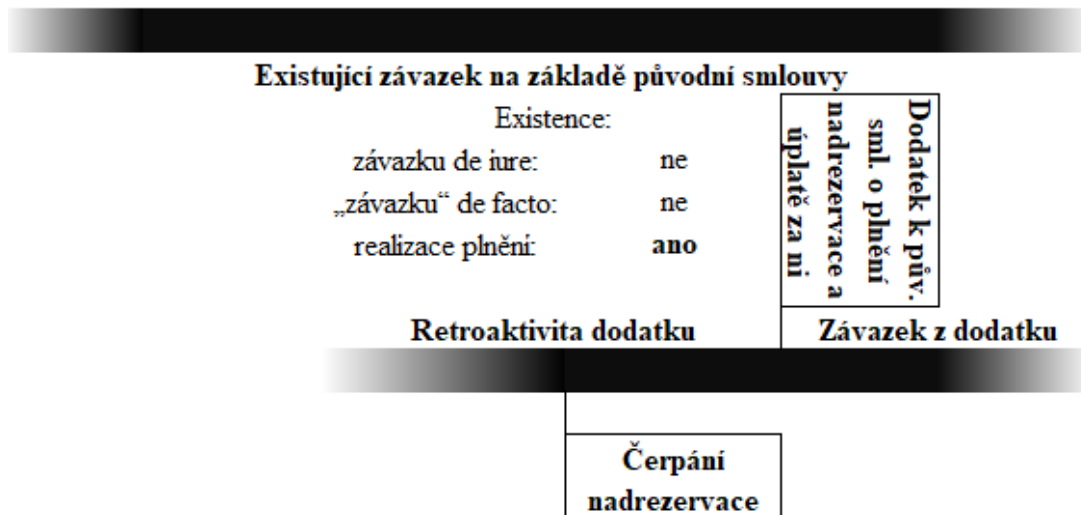 Existující závazek na základě původní smlouvy
Existence:
závazku de iure: ne
„závazku“ de facto: ne
realizace plnění: ano
Dodatek k pův.
sml. o plnění
nadrezervace a
úplatě za ni
Retroaktivita dodatku
Závazek z dodatku
Čerpání
nadrezervace